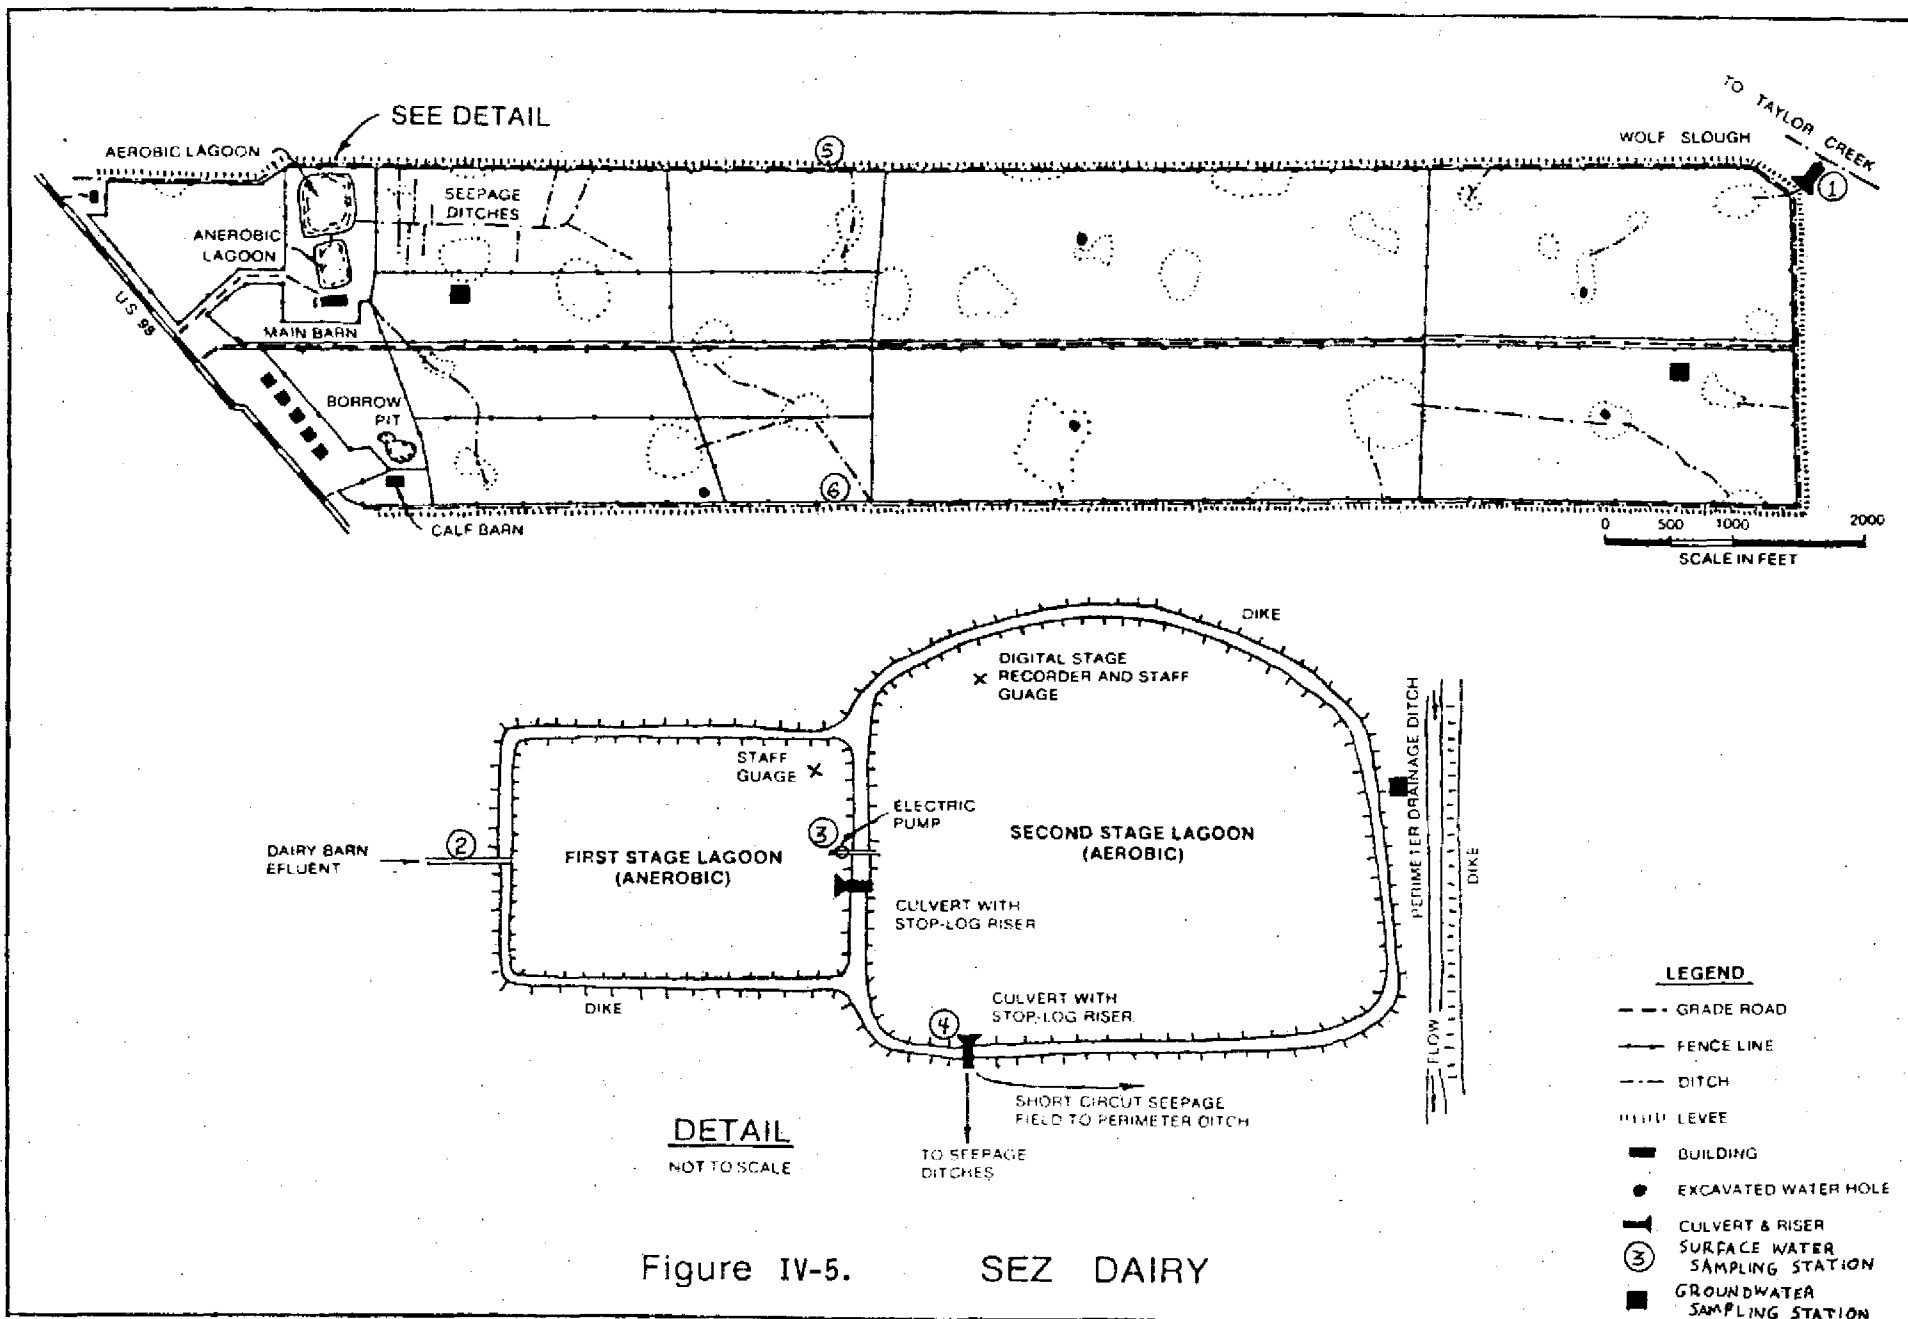 SEE DETAIL
TO TAYLOR CREEK
WOLF SLOUGH
AEROBIC LAGOON
5
1
SEEPAGE
DITCHES
ANEROBIC
LAGOON
US 98
MAIN BARN
BORROW
PIT
6
CALF BARN
0 500 1000 2000
SCALE IN FEET
DIKE
DIGITAL STAGE
RECORDER AND STAFF
GUAGE
STAFF
GUAGE
PERIMETER DRAINAGE DITCH
ELECTRIC
PUMP
3
2
SECOND STAGE LAGOON
(AEROBIC)
DAIRY BARN
EFLUENT
FIRST STAGE LAGOON
(ANEROBIC)
DIKE
CULVERT WITH
STOP-LOG RISER
CULVERT WITH
STOP-LOG RISER
4
DIKE
FLOW
SHORT CIRCUT SEEPAGE
FIELD TO PERIMETER DITCH
TO SEEPAGE
DITCHES
DETAIL
NOT TO SCALE
LEGEND
GRADE ROAD
FENCE LINE
DITCH
LEVEE
BUILDING
EXCAVATED WATER HOLE
CULVERT & RISER
3 SURFACE WATER
SAMPLING STATION
GROUNDWATER
SAMPLING STATION
Figure IV-5. SEZ DAIRY